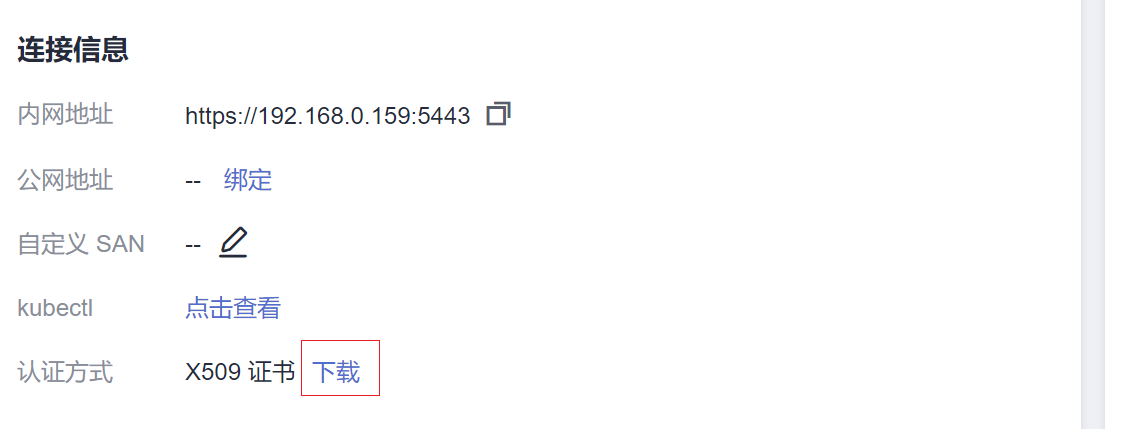 连接信息
内网地址 https://192.168.0.159:5443
公网地址 -- 绑定
自定义 SAN --
kubectl 点击查看
认证方式 X509 证书 下载